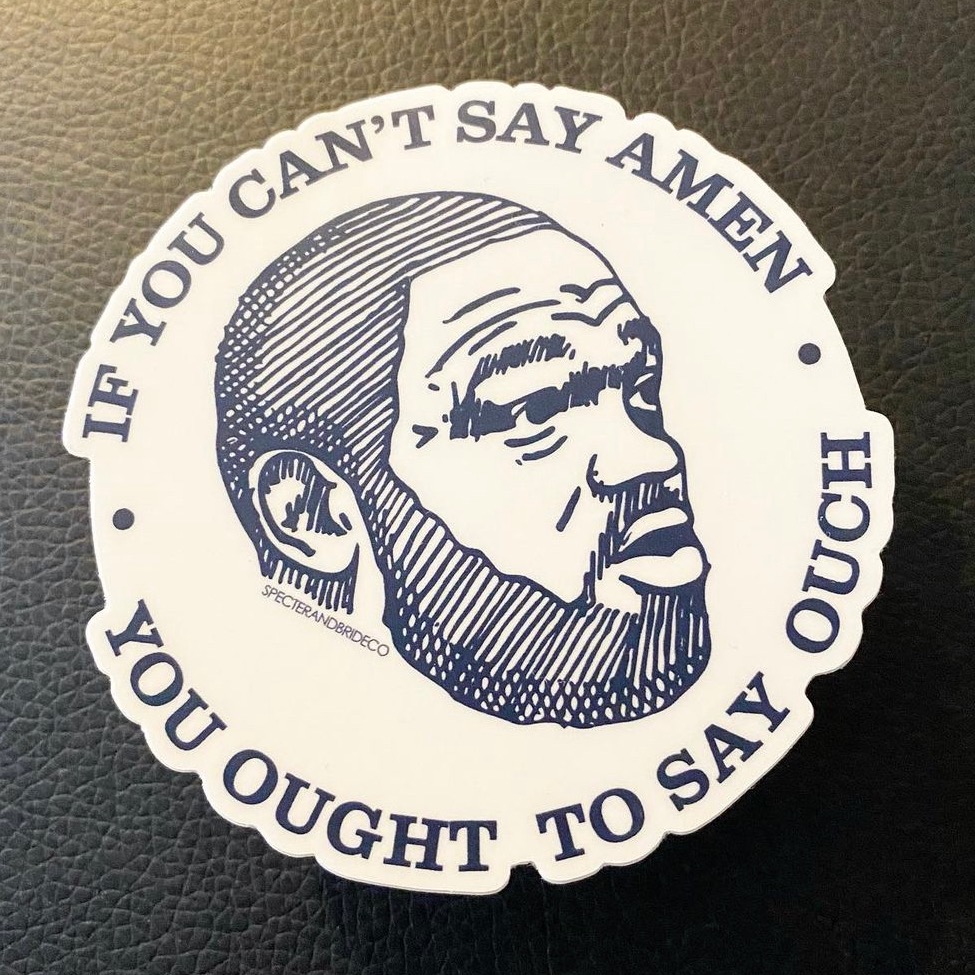 IF YOU CAN'T SAY AMEN
YOU OUGHT TO SAY OUCH
SPECTERANDBRIDECO